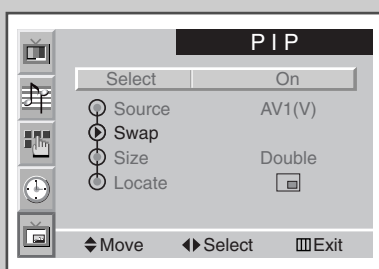 PIP
Select On
Source AV1(V)
Swap
Size Double
Locate
Move Select Exit